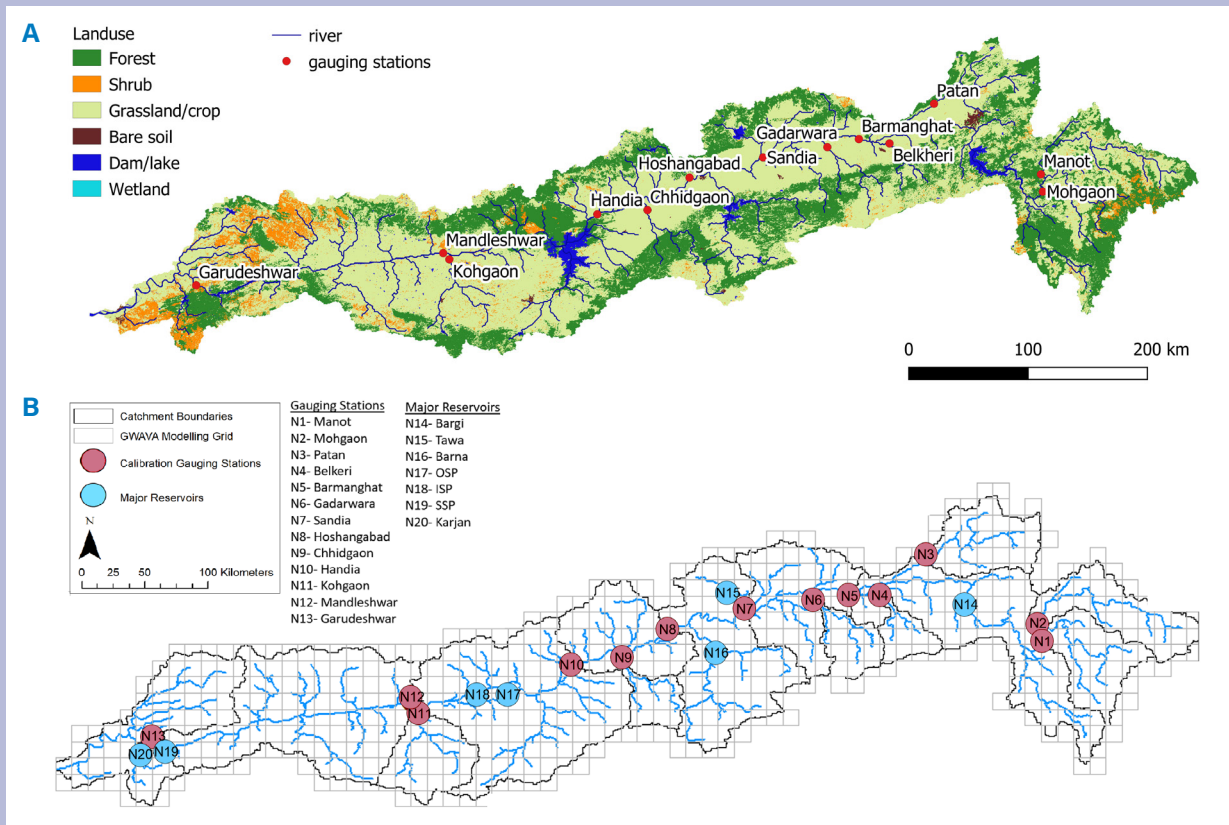 A
Landuse
Forest
Shrub
Grassland/crop
Bare soil
Dam/lake
Wetland
river
gauging stations
Patan
Barmanghat
Gadarwara
Belkheri
Sandia
Hoshangabad
Manot
Mohgaon
Chhidgaon
Handia
Mandleshwar
Kohgaon
Garudeshwar
0 100 200 km
B
Catchment Boundaries
GWAVA Modelling Grid
Calibration Gauging Stations
Major Reservoirs
N
0 25 50 100 Kilometers
Gauging Stations
N1- Manot
N2- Mohgaon
N3- Patan
N4- Belkeri
N5- Barmanghat
N6- Gadarwara
N7- Sandia
N8- Hoshangabad
N9- Chhidgaon
N10- Handia
N11- Kohgaon
N12- Mandleshwar
N13- Garudeshwar
Major Reservoirs
N14- Bargi
N15- Tawa
N16- Barna
N17- OSP
N18- ISP
N19- SSP
N20- Karjan
N3
N15
N7
N6
N5
N4
N14
N2
N1
N8
N16
N9
N10
N12
N11
N18
N17
N13
N20
N19